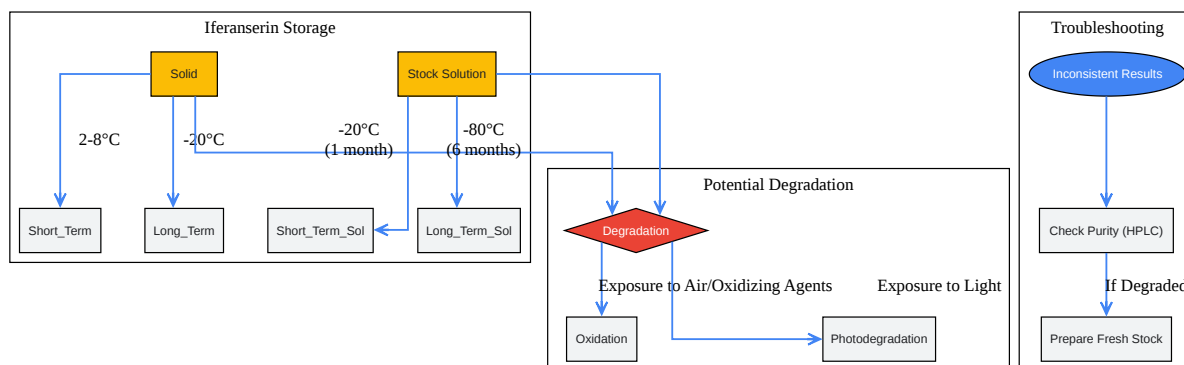 Iferanserin Storage
Troubleshooting
Solid
Stock Solution
Inconsistent Results
2-8°C
-20°C
-20°C
(1 month)
-80°C
(6 months)
Potential Degradation
Short_Term
Long_Term
Short_Term_Sol
Long_Term_Sol
Degradation
Check Purity (HPLC)
Exposure to Air/Oxidizing Agents
Exposure to Light
If Degraded
Oxidation
Photodegradation
Prepare Fresh Stock